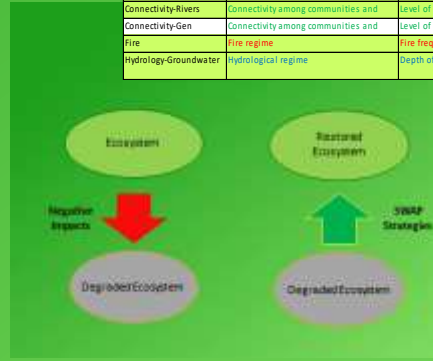 Connectivity-Rivers Connectivity among communities and Level of
Connectivity-Gen Connectivity among communities and Level of
Fire Fire regime Fire freq
Hydrology-Groundwater Hydrological regime Depth of
Ecosystem
Restored
Ecosystem
Negative
Impacts
SWAP
Strategies
Degraded Ecosystem
Degraded Ecosystem